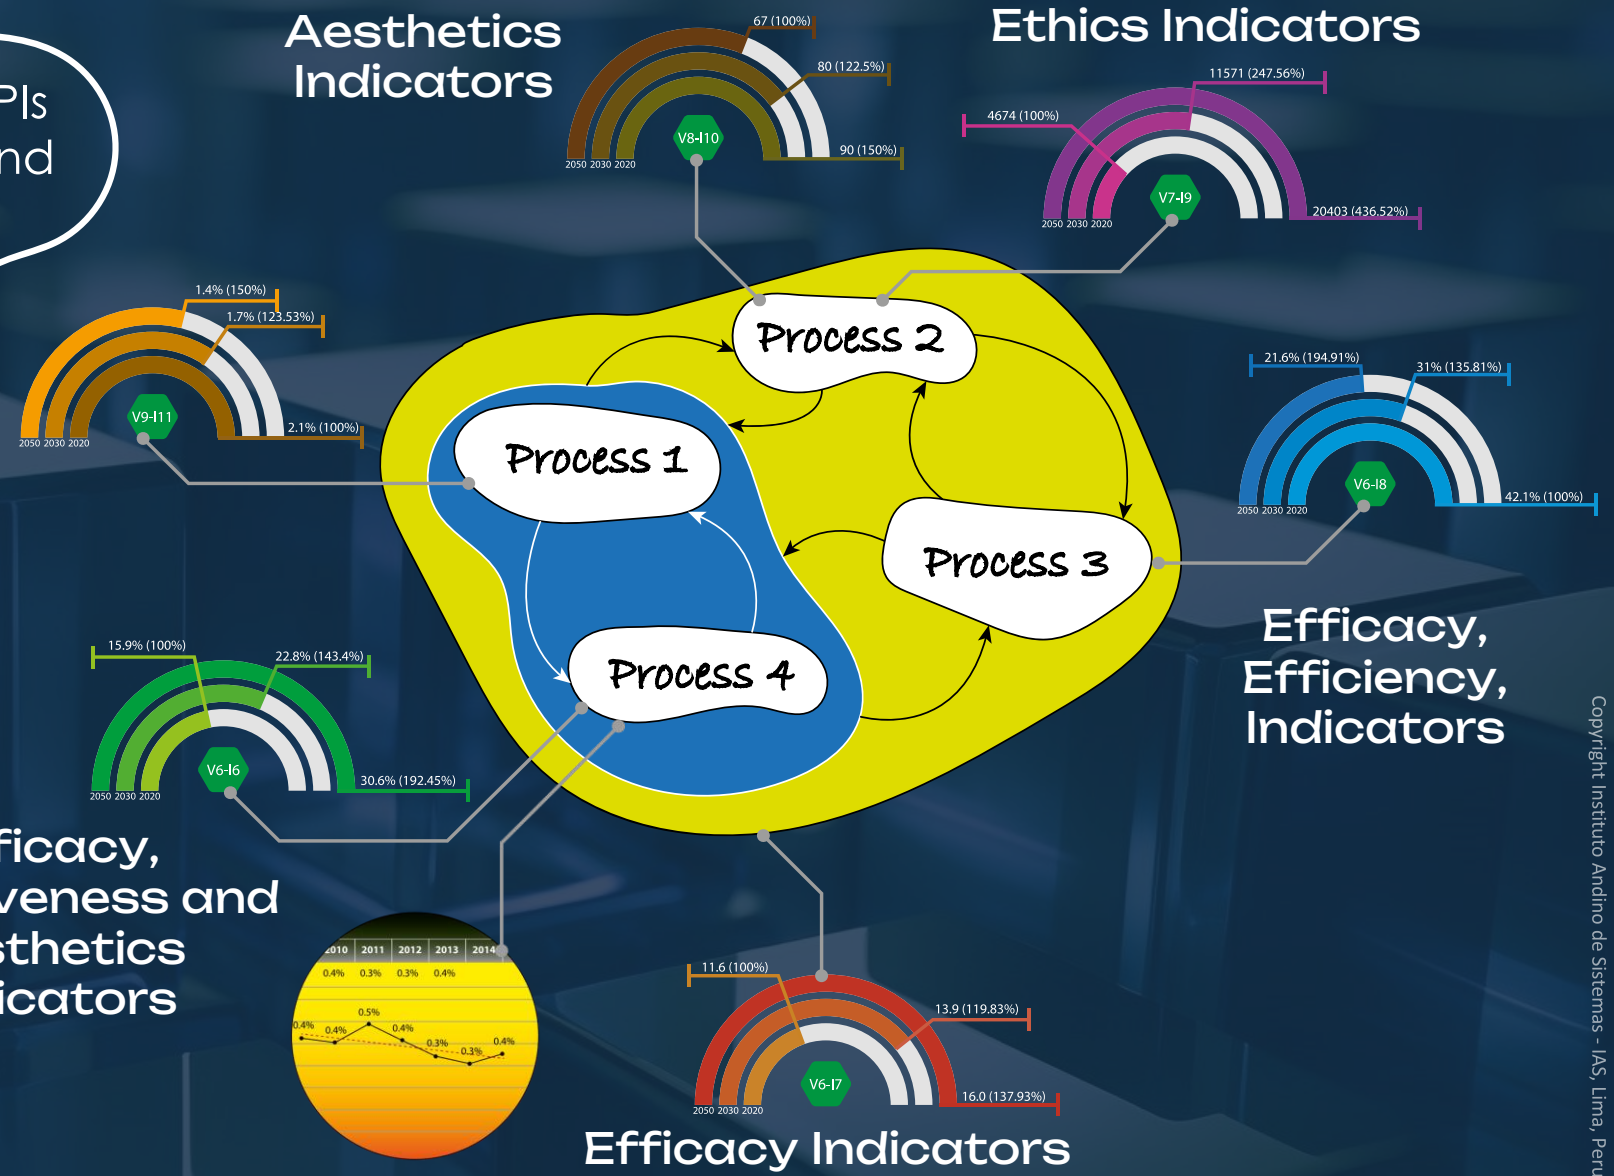 Aesthetics
Indicators
Ethics Indicators
67 (100%)
80 (122.5%)
90 (150%)
V8-I10
2050 2030 2020
11571 (247.56%)
4674 (100%)
20403 (436.52%)
V7-I9
2050 2030 2020
1.4% (150%)
1.7% (123.53%)
2.1% (100%)
V9-I11
2050 2030 2020
Process 2
Process 1
Process 3
Process 4
21.6% (194.91%)
31% (135.81%)
42.1% (100%)
V6-I8
2050 2030 2020
Efficacy,
Efficiency,
Indicators
15.9% (100%)
22.8% (143.4%)
30.6% (192.45%)
V6-I6
2050 2030 2020
veness and
2010 2011 2012 2013 2014
0.4% 0.3% 0.3% 0.4%
0.4% 0.4% 0.5% 0.4% 0.3% 0.3% 0.4%
11.6 (100%)
13.9 (119.83%)
16.0 (137.93%)
V6-I7
2050 2030 2020
Efficacy Indicators
Copyright Instituto Andino de Sistemas - IAS, Lima, Peru